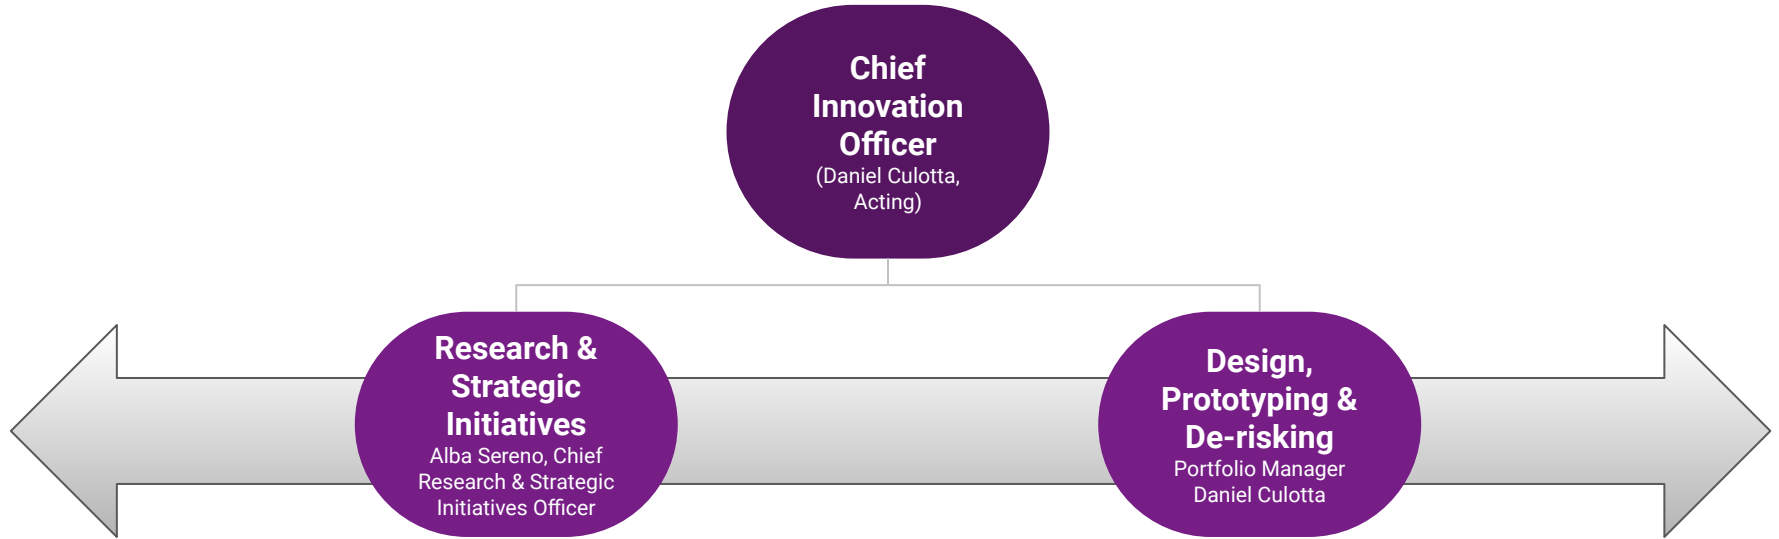 Chief
Innovation
Officer
(Daniel Culotta,
Acting)
Research &
Strategic
Initiatives
Alba Sereno, Chief
Research & Strategic
Initiatives Officer
Design,
Prototyping &
De-risking
Portfolio Manager
Daniel Culotta